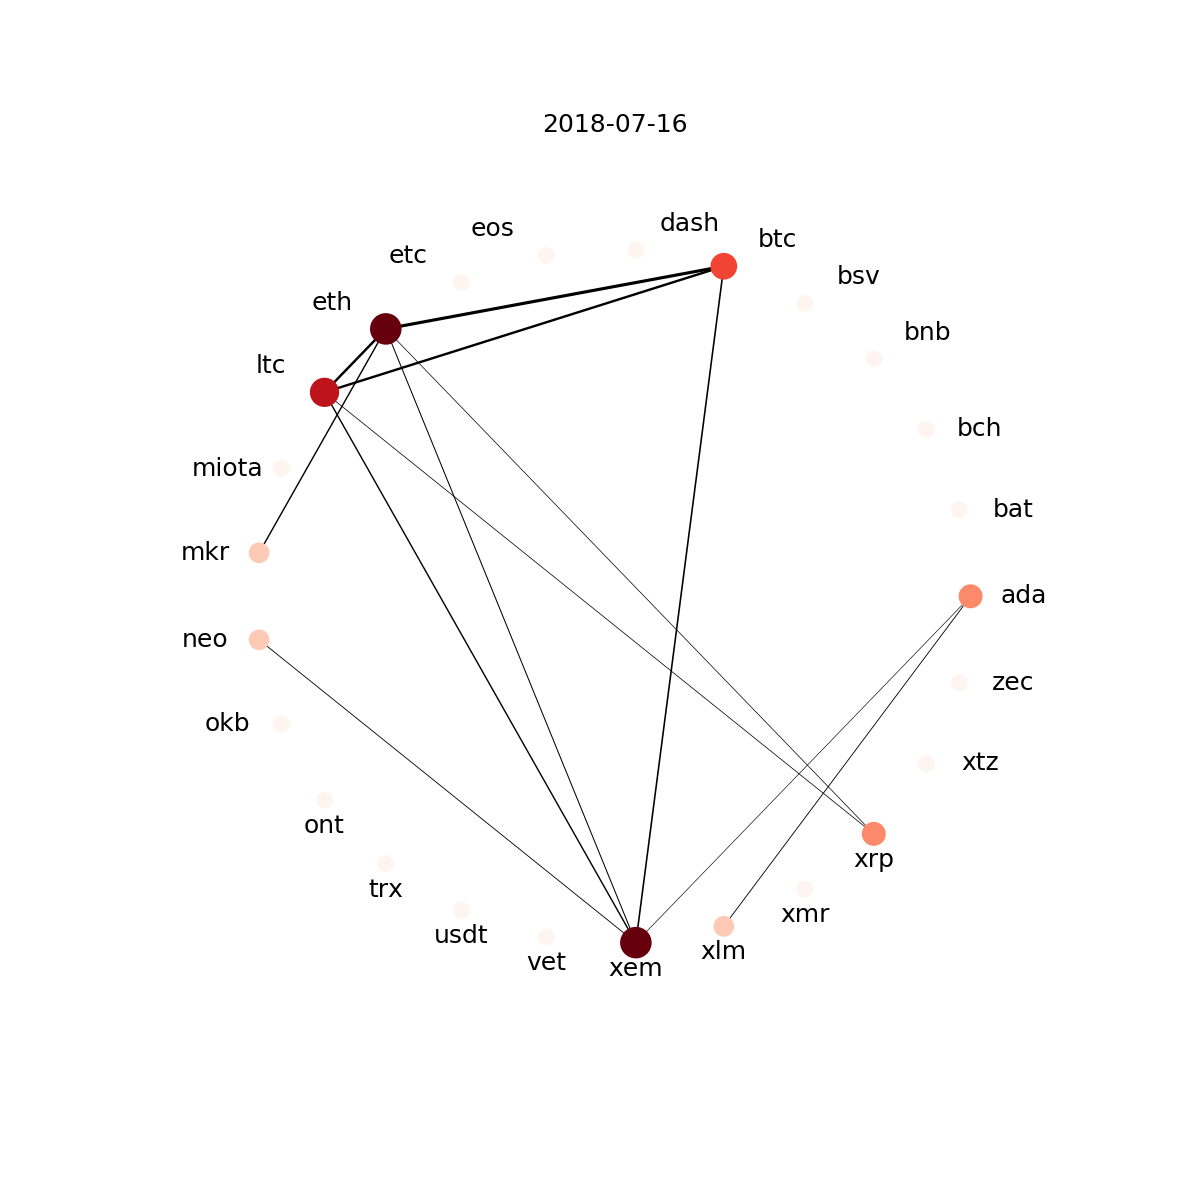 2018-07-16
dash
eos
btc
etc
bsv
eth
bnb
ltc
bch
miota
bat
mkr
ada
neo
zec
okb
xtz
ont
xrp
trx
xmr
usdt
xlm
vet
xem